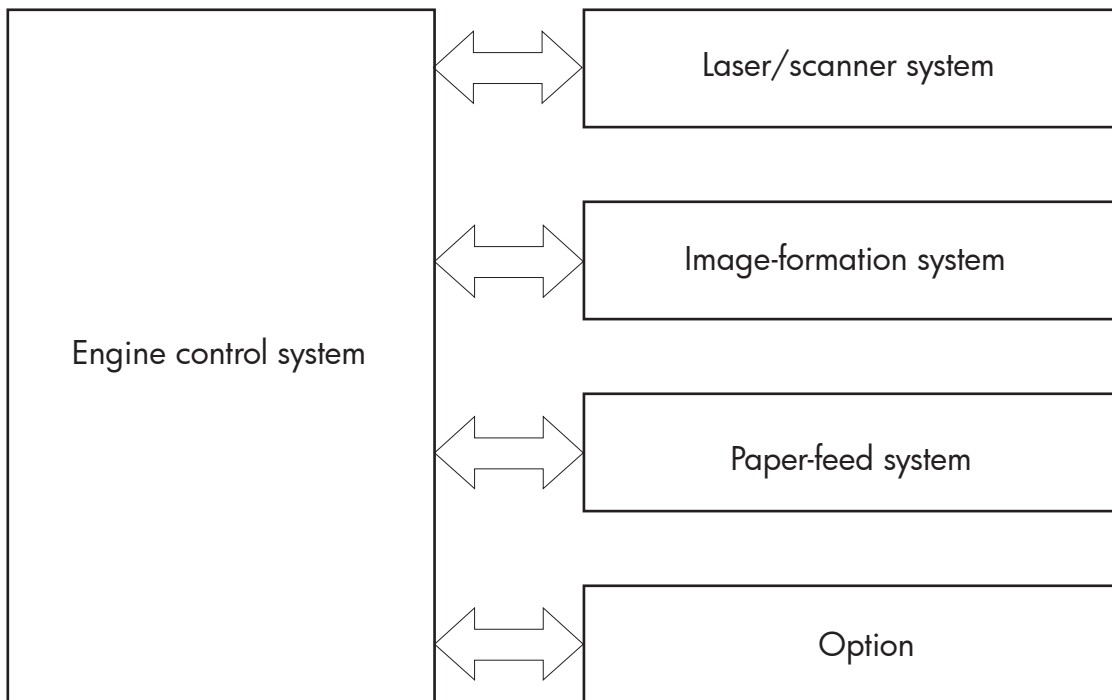 Laser/scanner system
Image-formation system
Engine control system
Paper-feed system
Option